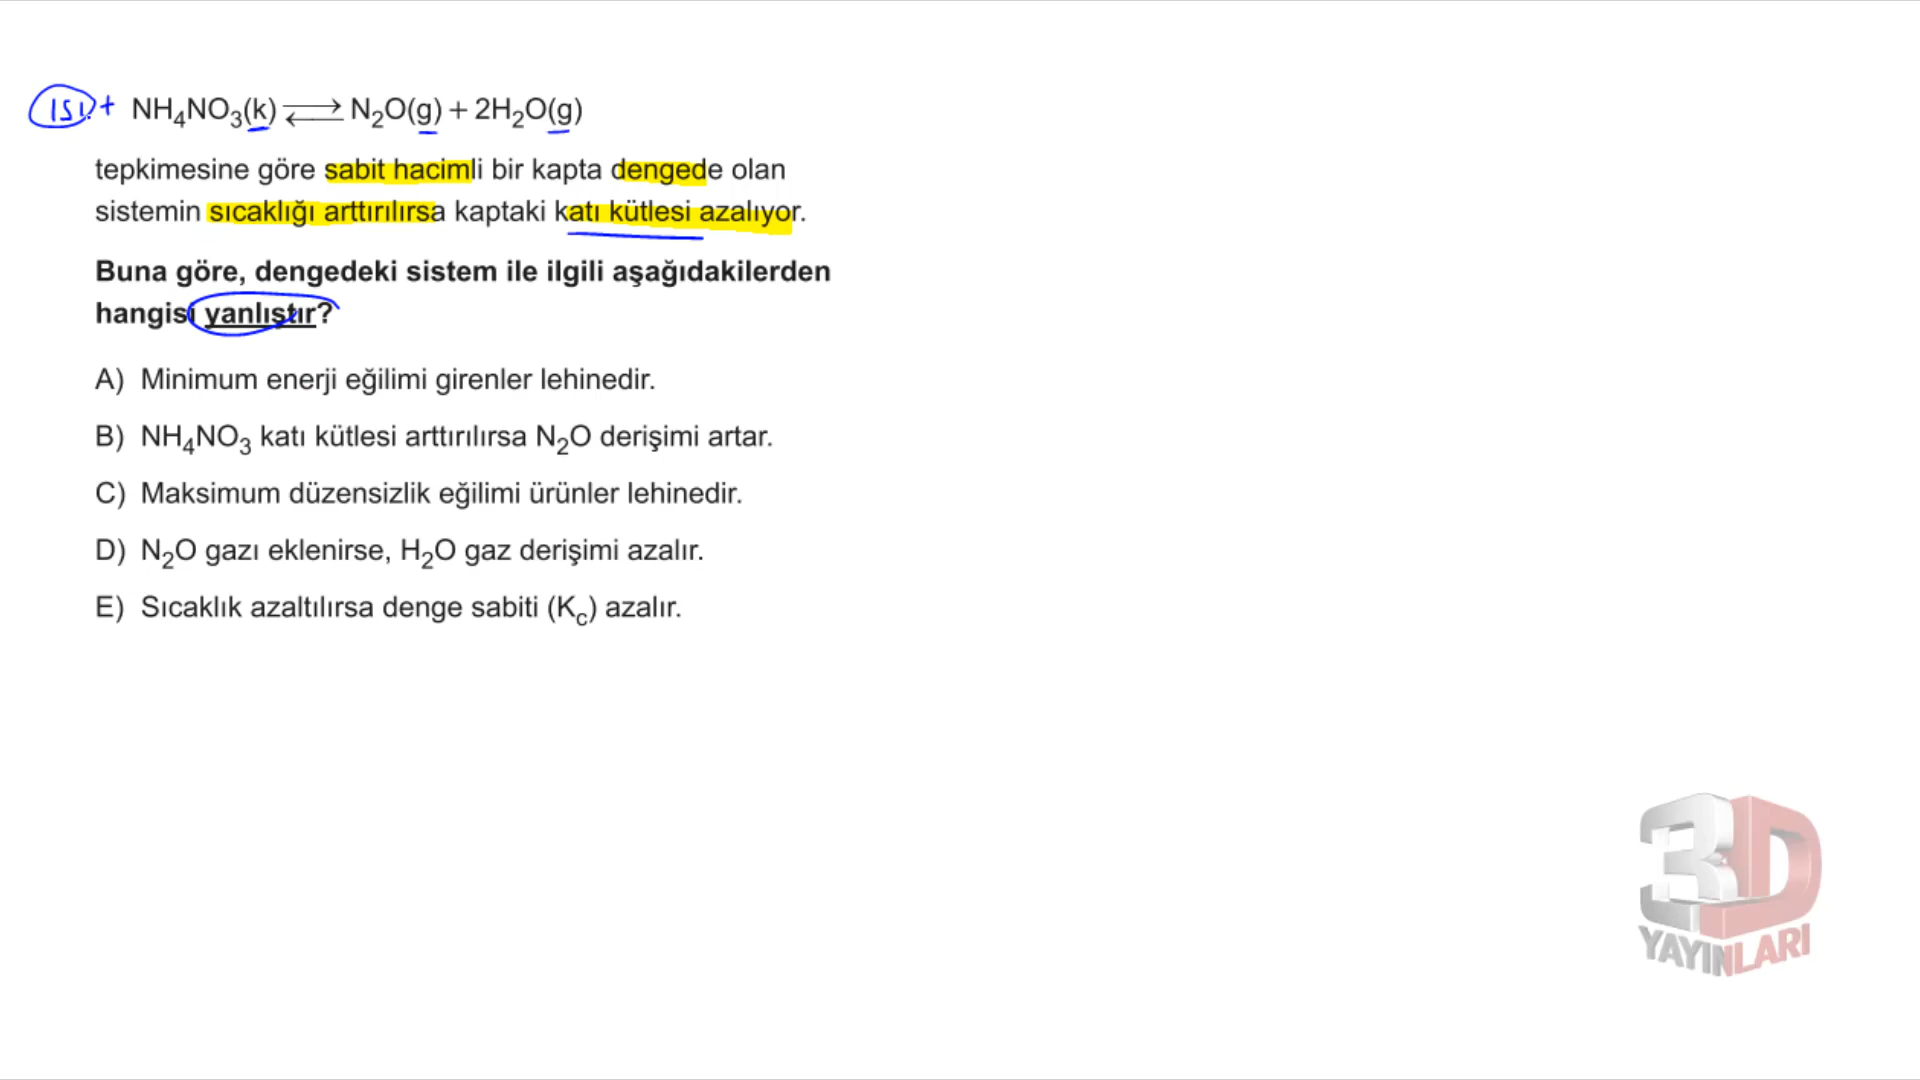 ISI + NH₄NO₃(k) ⇌ N₂O(g) + 2H₂O(g)
tepkimesine göre sabit hacimli bir kapta dengede olan
sistemin sıcaklığı arttırılırsa kaptaki katı kütlesi azalıyor.
Buna göre, dengedeki sistem ile ilgili aşağıdakilerden
hangisi yanlıştır?
A) Minimum enerji eğilimi girenler lehinedir.
B) NH₄NO₃ katı kütlesi arttırılırsa N₂O derişimi artar.
C) Maksimum düzensizlik eğilimi ürünler lehinedir.
D) N₂O gazı eklenirse, H₂O gaz derişimi azalır.
E) Sıcaklık azaltılırsa denge sabiti (K꜀) azalır.
3D
YAYINLARI